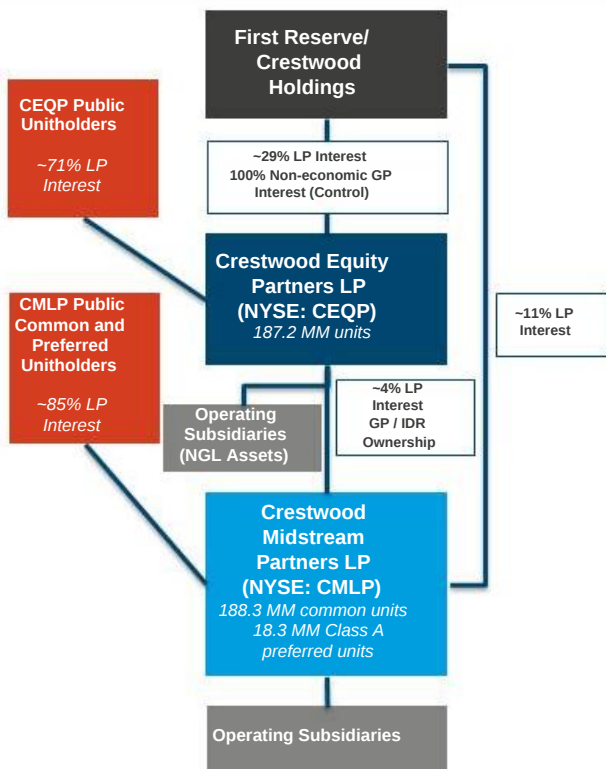 First Reserve/
Crestwood
Holdings
CEQP Public
Unitholders
~71% LP
Interest
~29% LP Interest
100% Non-economic GP
Interest (Control)
Crestwood Equity
Partners LP
(NYSE: CEQP)
187.2 MM units
CMLP Public
Common and
Preferred
Unitholders
~85% LP
Interest
~11% LP
Interest
~4% LP
Interest
GP / IDR
Ownership
Operating
Subsidiaries
(NGL Assets)
Crestwood
Midstream
Partners LP
(NYSE: CMLP)
188.3 MM common units
18.3 MM Class A
preferred units
Operating Subsidiaries